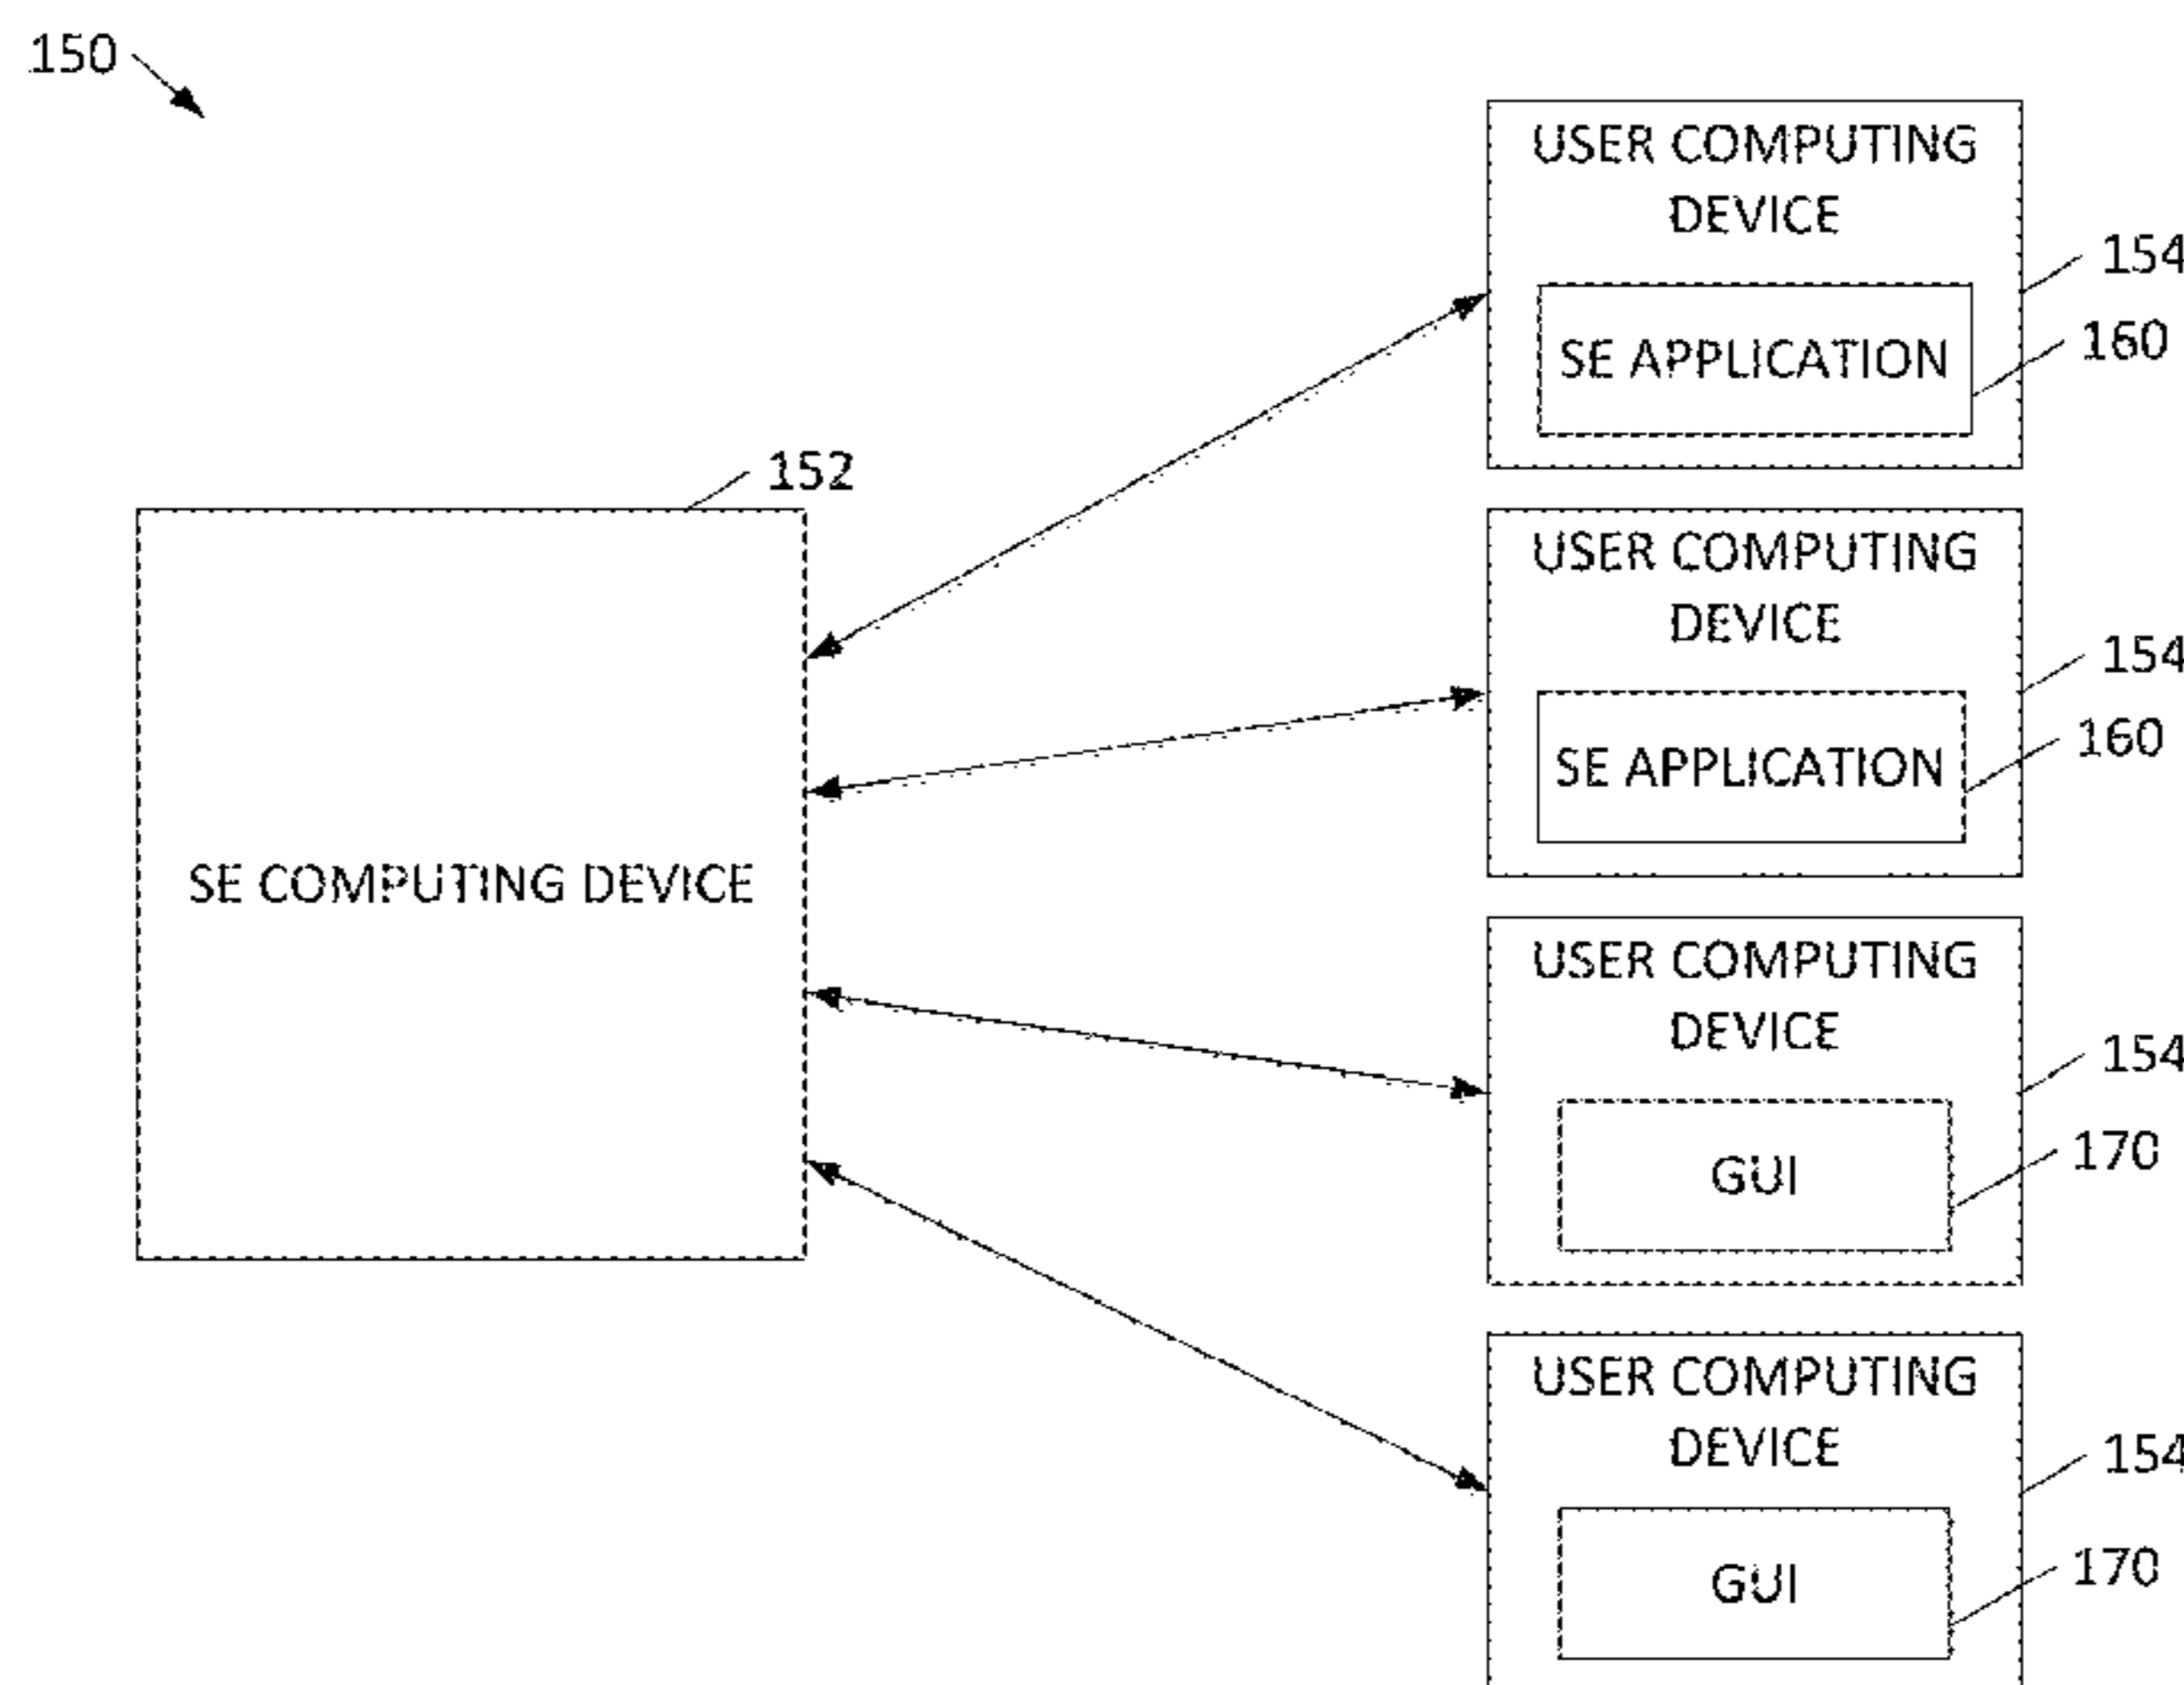 150
USER COMPUTING
DEVICE
154
SE APPLICATION
160
152
SE COMPUTING DEVICE
USER COMPUTING
DEVICE
154
SE APPLICATION
160
USER COMPUTING
DEVICE
154
GUI
170
USER COMPUTING
DEVICE
154
GUI
170